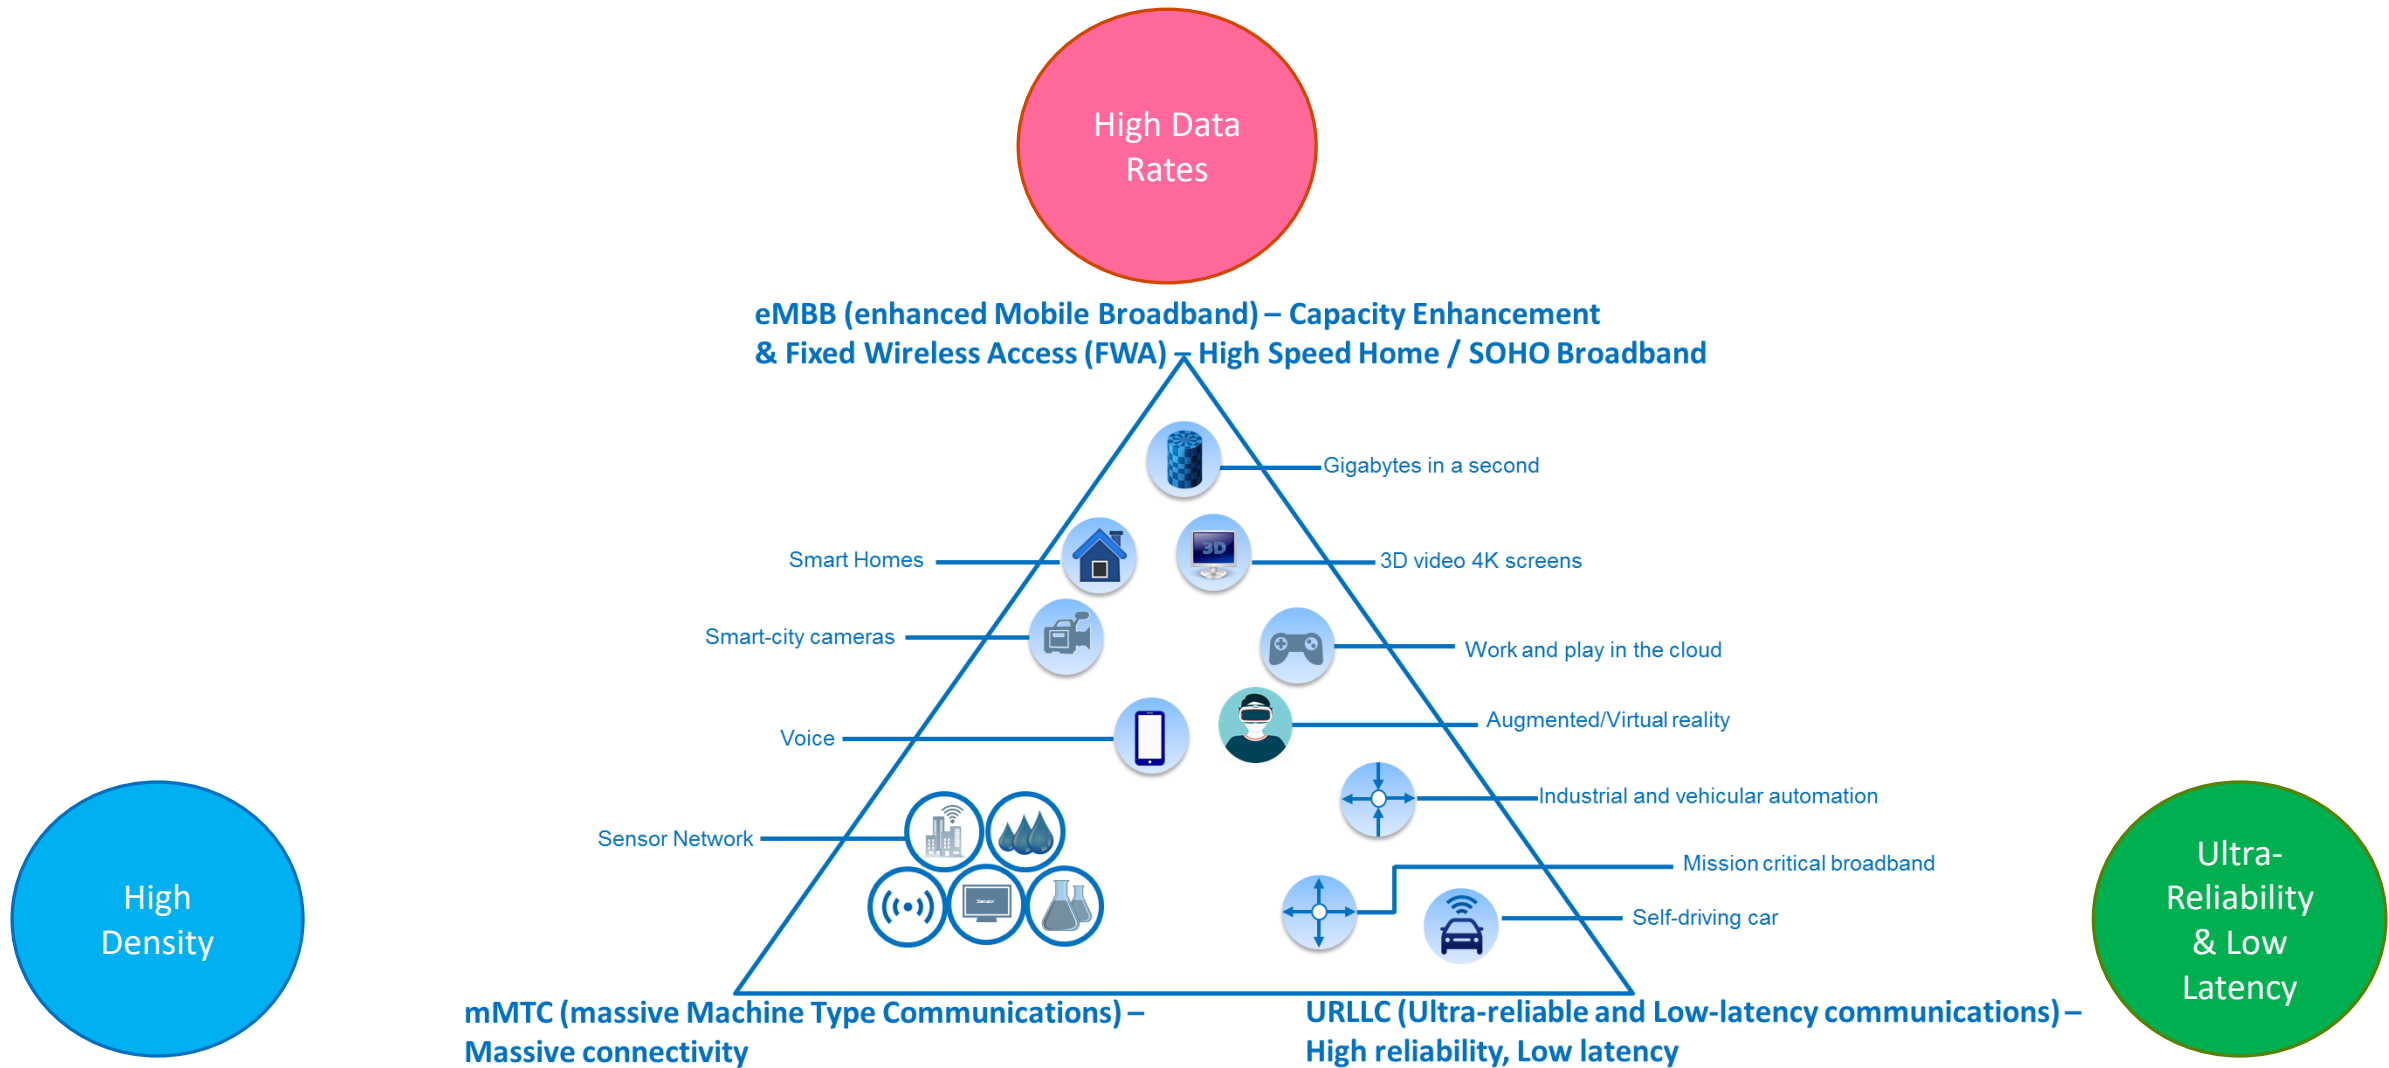 High Data
Rates
eMBB (enhanced Mobile Broadband) – Capacity Enhancement
& Fixed Wireless Access (FWA) – High Speed Home / SOHO Broadband
Gigabytes in a second
Smart Homes
3D
3D video 4K screens
Smart-city cameras
Work and play in the cloud
Voice
Augmented/Virtual reality
Industrial and vehicular automation
Sensor Network
Mission critical broadband
Sensor
Self-driving car
High
Density
Ultra-
Reliability
& Low
Latency
mMTC (massive Machine Type Communications) –
Massive connectivity
URLLC (Ultra-reliable and Low-latency communications) –
High reliability, Low latency